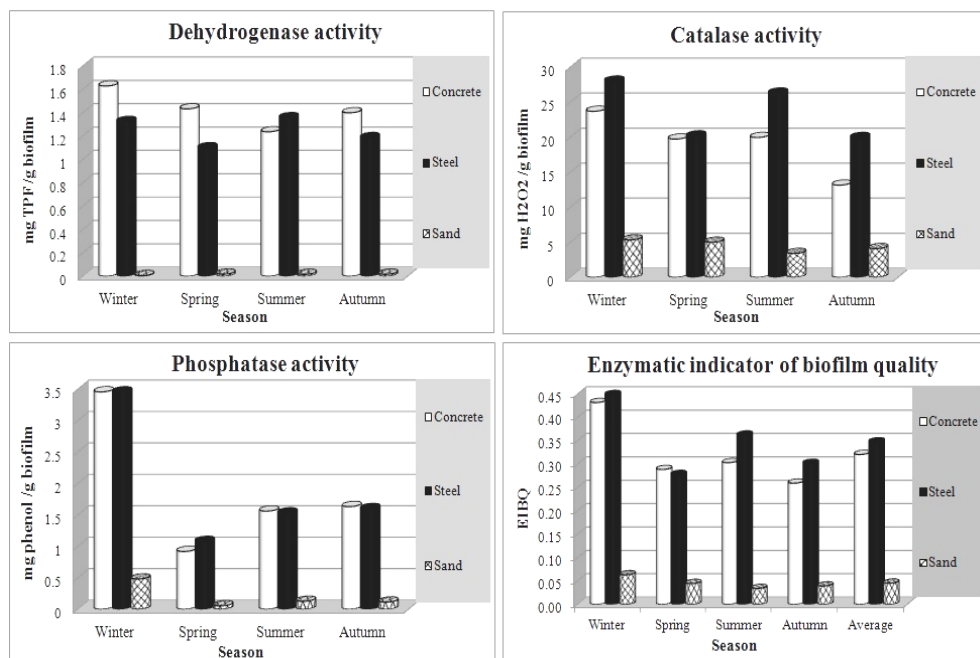 Dehydrogenase activity
mg TPF /g biofilm
1.8
1.6
1.4
1.2
1
0.8
0.6
0.4
0.2
0
Winter Spring Summer Autumn
Season
Concrete
Steel
Sand
Catalase activity
mg H2O2 /g biofilm
30
25
20
15
10
5
0
Winter Spring Summer Autumn
Season
Concrete
Steel
Sand
Phosphatase activity
mg phenol /g biofilm
3.5
3
2.5
2
1.5
1
0.5
0
Winter Spring Summer Autumn
Season
Concrete
Steel
Sand
Enzymatic indicator of biofilm quality
EIBQ
0.45
0.40
0.35
0.30
0.25
0.20
0.15
0.10
0.05
0.00
Winter Spring Summer Autumn Average
Season
Concrete
Steel
Sand